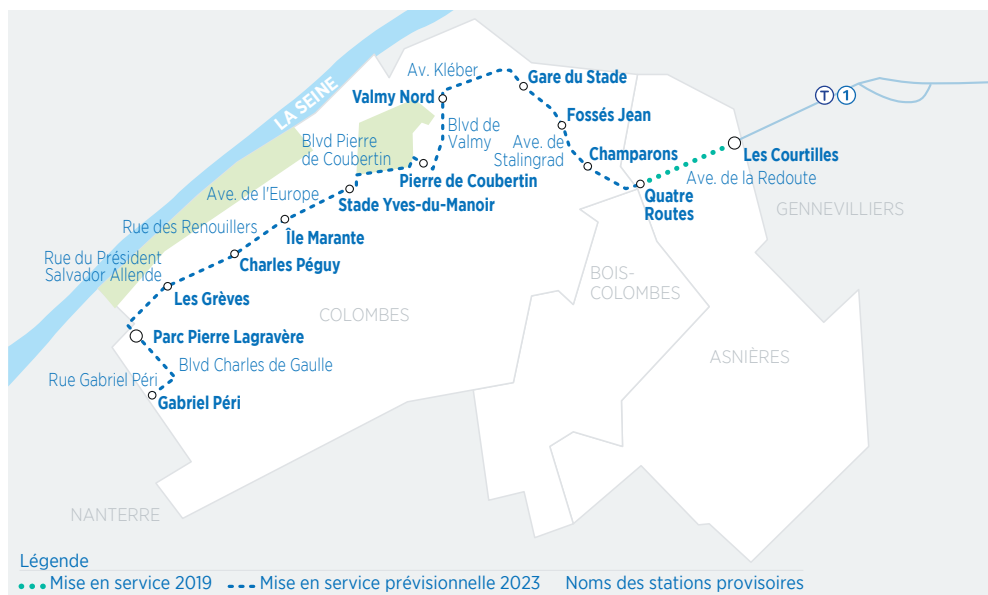 Av. Kléber
Gare du Stade
LA SEINE
Valmy Nord
T 1
Fossés Jean
Blvd Pierre
de Coubertin
Blvd de
Valmy
Ave. de
Stalingrad
Champarons
Les Courtilles
Pierre de Coubertin
Ave. de la Redoute
Ave. de l'Europe
Stade Yves-du-Manoir
Quatre
Routes
GENNEVILLIERS
Rue des Renouillers
Île Marante
Rue du Président
Salvador Allende
Charles Péguy
BOIS-
COLOMBES
Les Grèves
COLOMBES
Parc Pierre Lagravère
ASNIÈRES
Blvd Charles de Gaulle
Rue Gabriel Péri
Gabriel Péri
NANTERRE
Légende
Mise en service 2019 Mise en service prévisionnelle 2023 Noms des stations provisoires